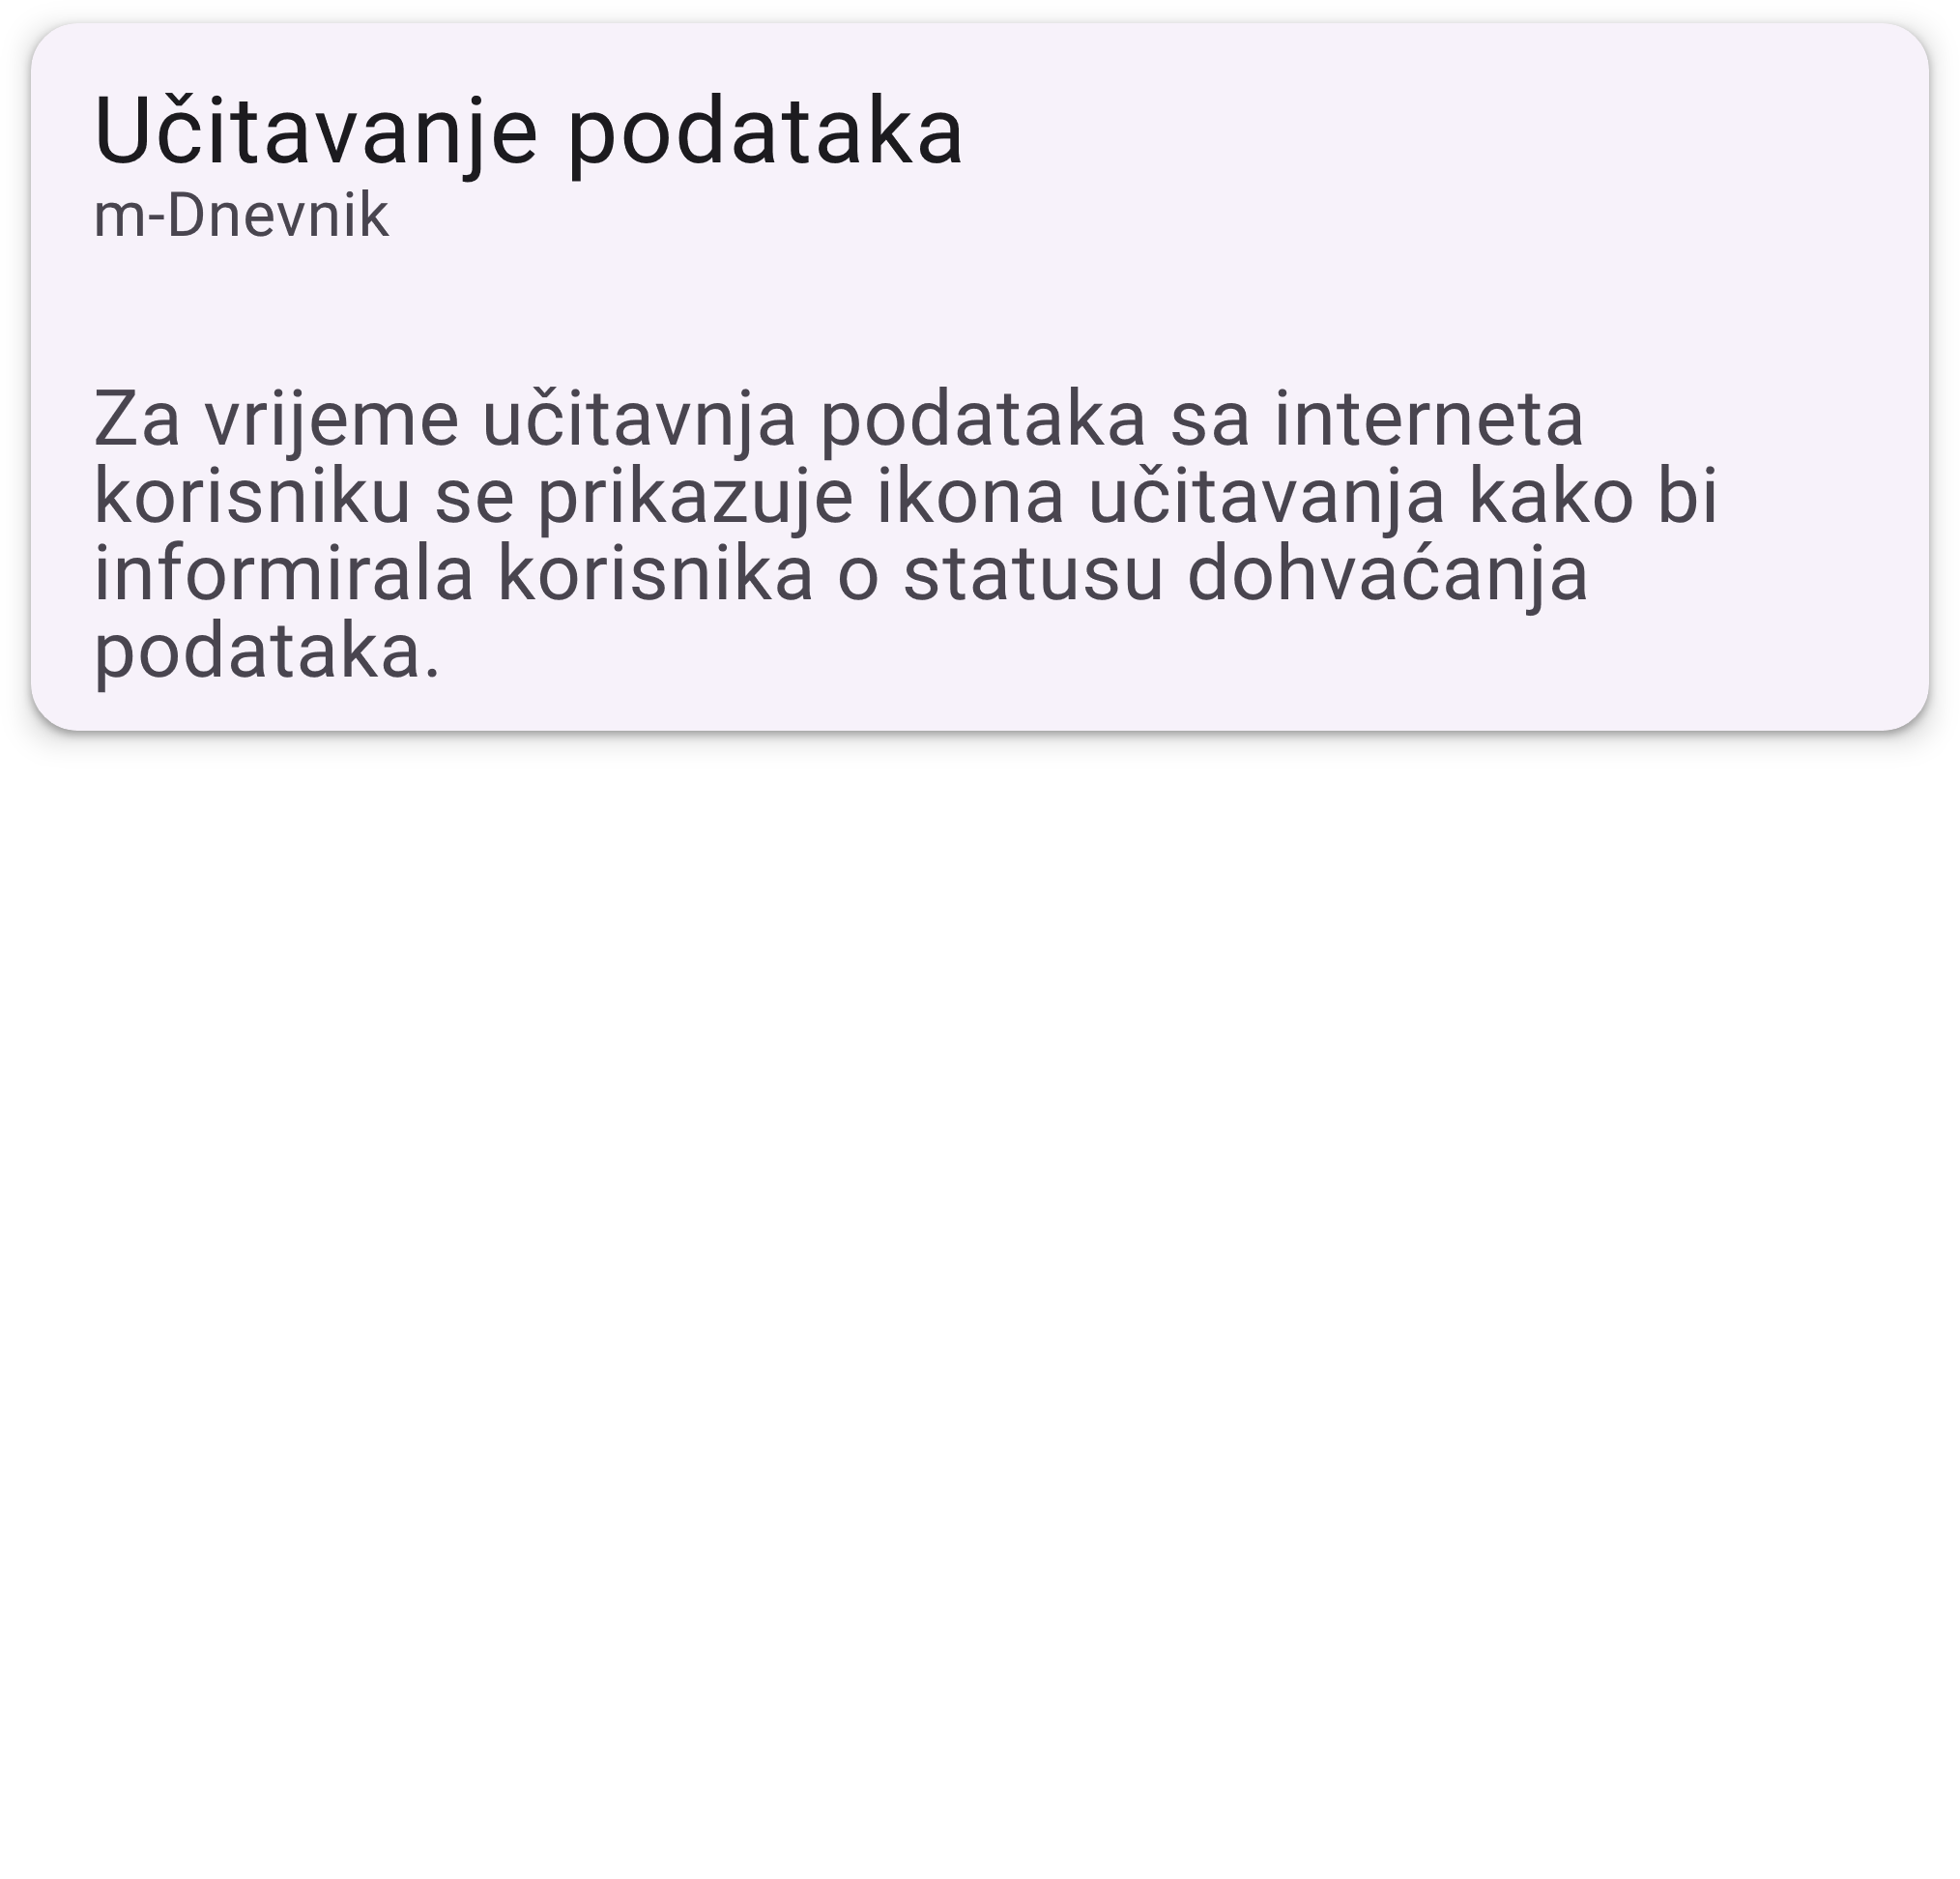 Učitavanje podataka
m-Dnevnik
Za vrijeme učitavnja podataka sa interneta
korisniku se prikazuje ikona učitavanja kako bi
informirala korisnika o statusu dohvaćanja
podataka.